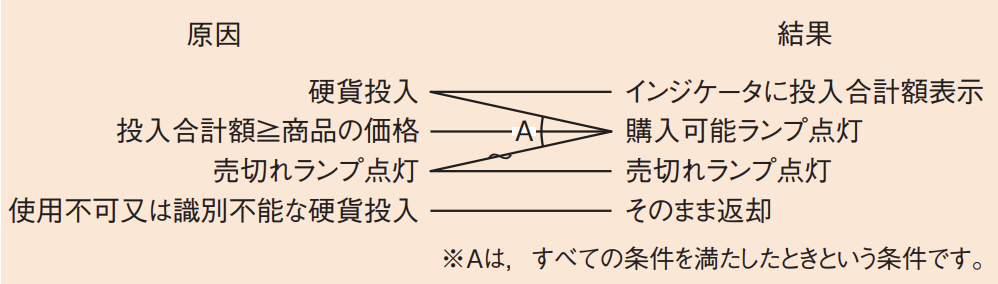 原因 結果
硬貨投入 インジケータに投入合計額表示
投入合計額≧商品の価格 A 購入可能ランプ点灯
売切れランプ点灯 売切れランプ点灯
使用不可又は識別不能な硬貨投入 そのまま返却
※Aは，すべての条件を満たしたときという条件です。